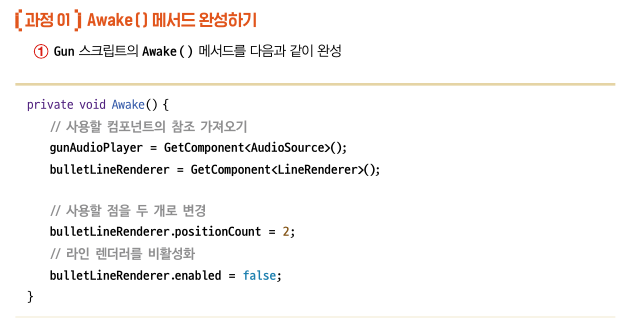 과정 01 Awake() 메서드 완성하기
① Gun 스크립트의 Awake() 메서드를 다음과 같이 완성
private void Awake() {
// 사용할 컴포넌트의 참조 가져오기
gunAudioPlayer = GetComponent<AudioSource>();
bulletLineRenderer = GetComponent<LineRenderer>();
// 사용할 점을 두 개로 변경
bulletLineRenderer.positionCount = 2;
// 라인 렌더러를 비활성화
bulletLineRenderer.enabled = false;
}